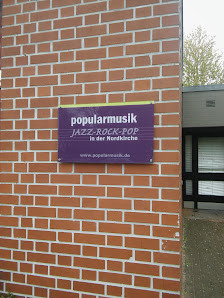 popularmusik
JAZZ-ROCK-POP
in der Nordkirche
www.popularmusik.de